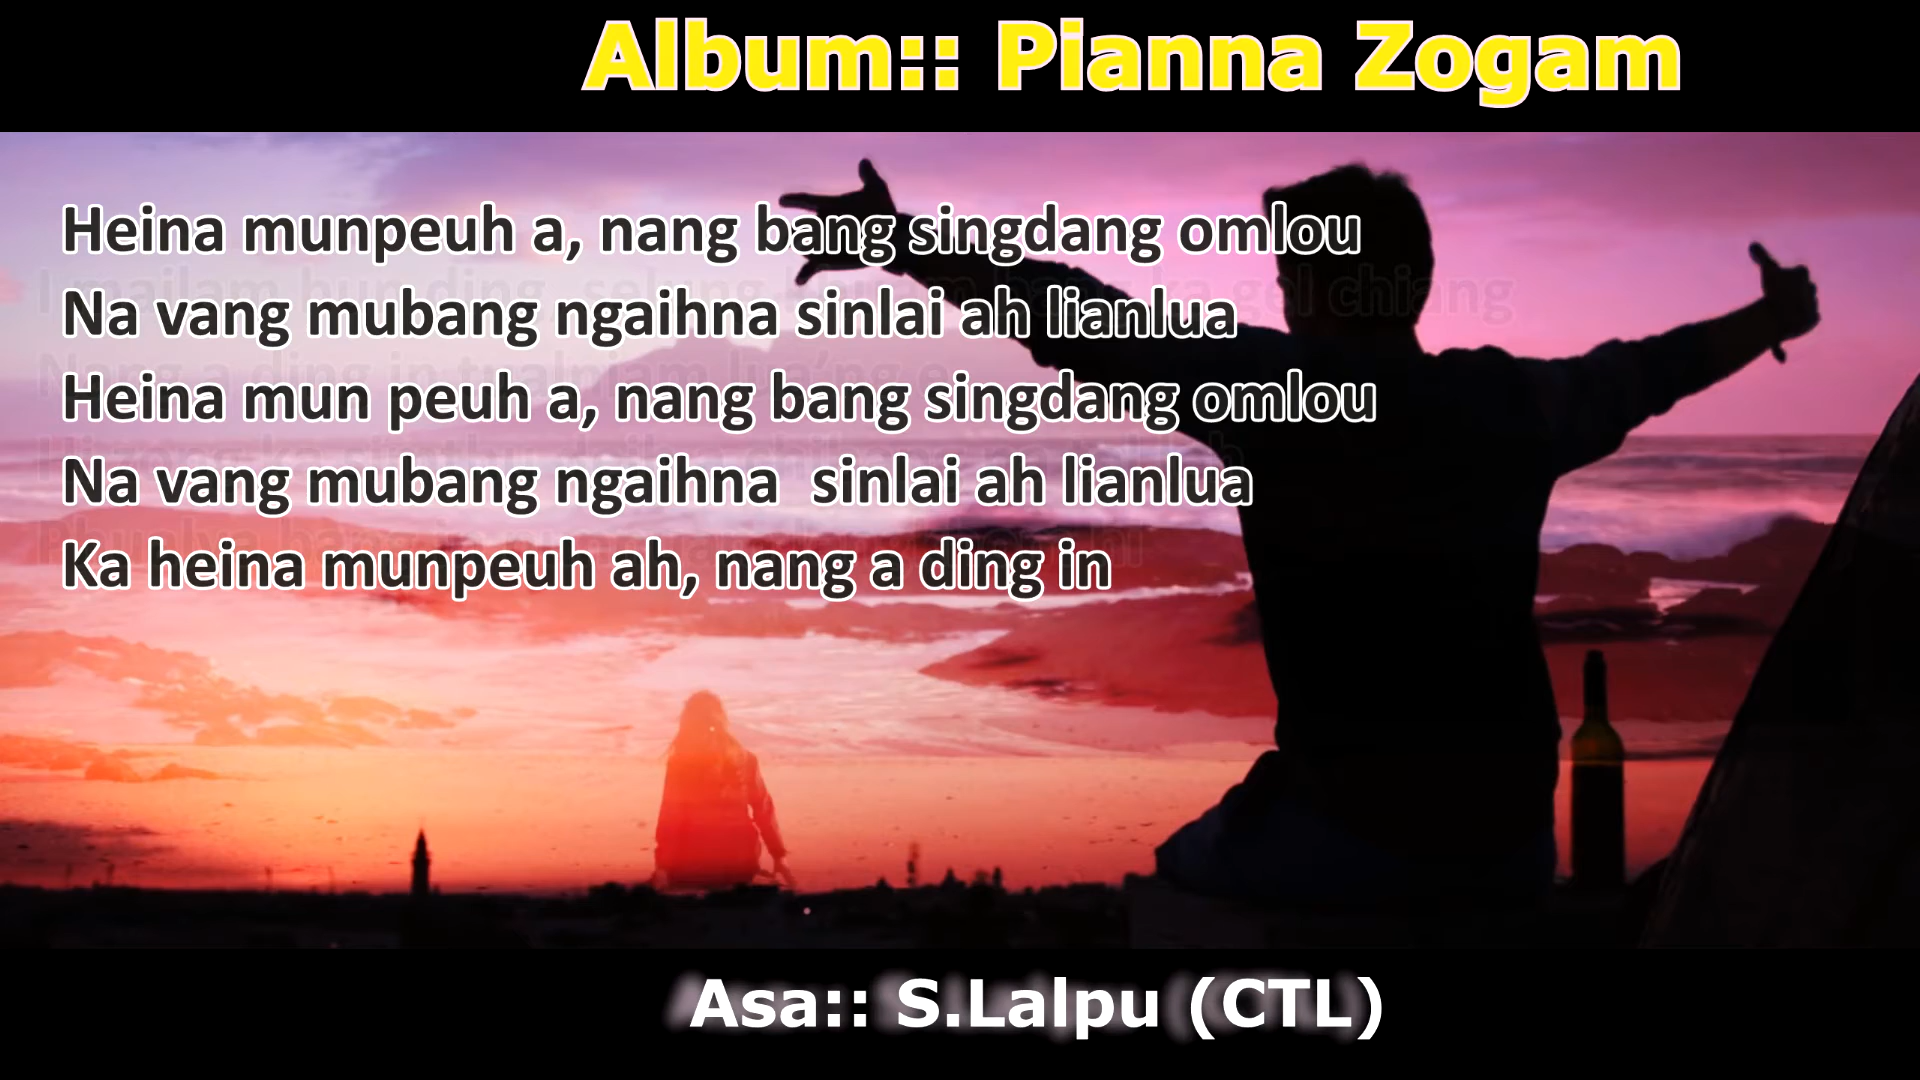 Album:: Pianna Zogam
Heina munpeuh a, nang bang singdang omlou
Na vang mubang ngaihna sinlai ah lianlua
Heina mun peuh a, nang bang singdang omlou
Na vang mubang ngaihna  sinlai ah lianlua
Ka heina munpeuh ah, nang a ding in
Asa:: S.Lalpu (CTL)